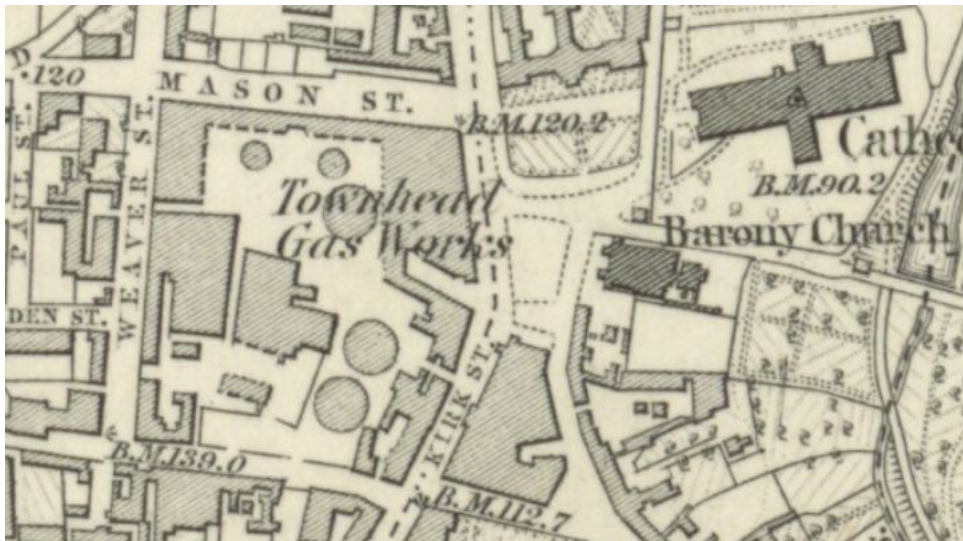 D.
.120
MASON ST.
B.M.120.2
Cathe
B.M.90.2
PAUL ST.
WEAVER ST.
Townhead
Gas Works
Barony Church
DEN ST.
KIRK ST.
B.M.139.0
B.M.112.7